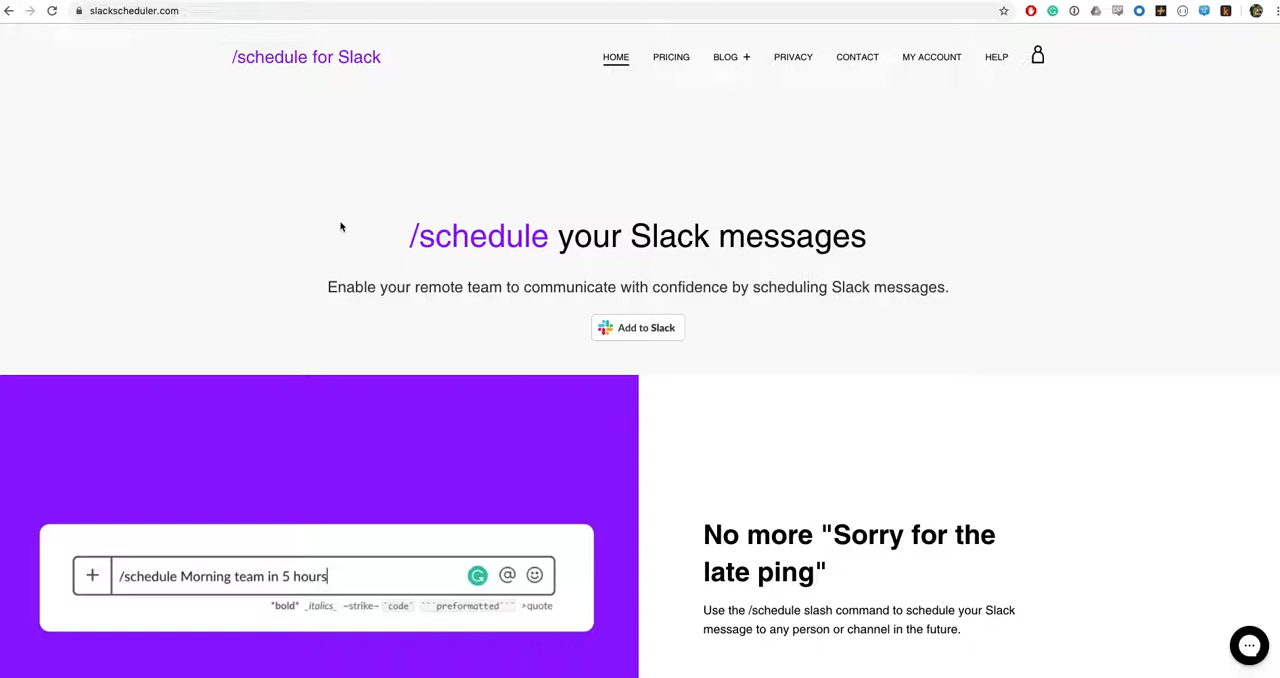 slackscheduler.com
/schedule for Slack
HOME PRICING BLOG + PRIVACY CONTACT MY ACCOUNT HELP
/schedule your Slack messages
Enable your remote team to communicate with confidence by scheduling Slack messages.
Add to Slack
No more "Sorry for the
late ping"
Use the /schedule slash command to schedule your Slack
message to any person or channel in the future.
/schedule Morning team in 5 hours
*bold* _italics_ ~strike~ `code` ```preformatted``` >quote